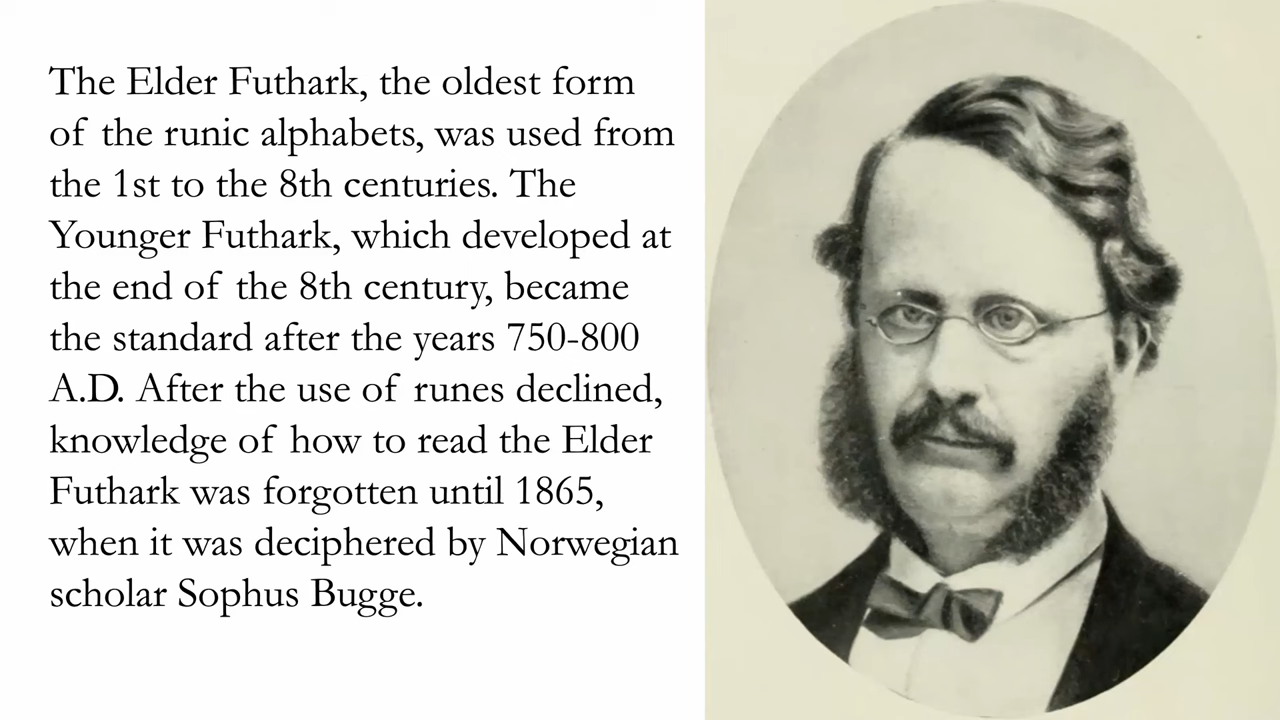 The Elder Futhark, the oldest form
of the runic alphabets, was used from
the 1st to the 8th centuries. The
Younger Futhark, which developed at
the end of the 8th century, became
the standard after the years 750-800
A.D. After the use of runes declined,
knowledge of how to read the Elder
Futhark was forgotten until 1865,
when it was deciphered by Norwegian
scholar Sophus Bugge.